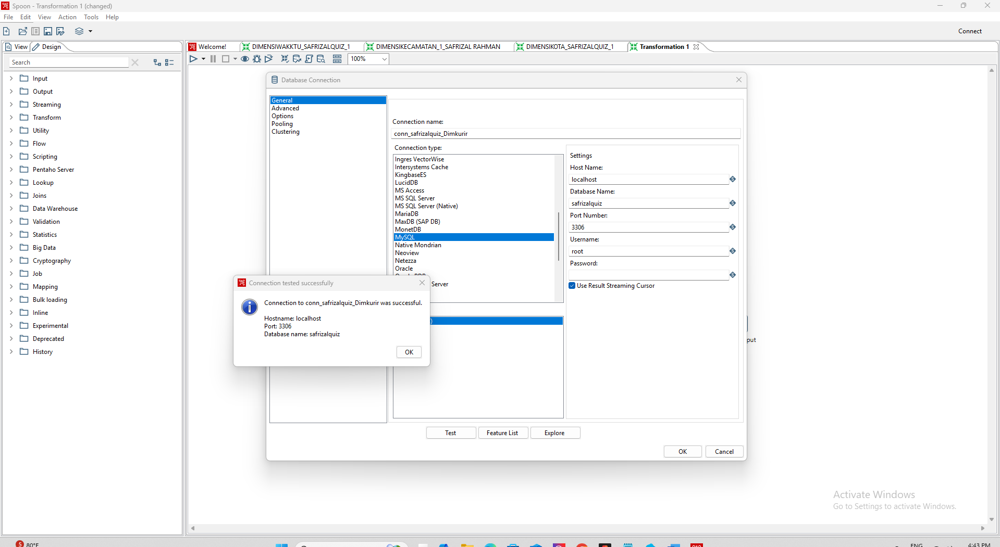 Spoon - Transformation 1 (changed)
File Edit View Action Tools Help
Connect
View Design
Welcome! DIMENSIWAKKTU_SAFRIZALQUIZ_1 DIMENSIKECAMATAN_1_SAFRIZAL RAHMAN DIMENSIKOTA_SAFRIZALQUIZ_1 Transformation 1
Search
100%
Input
Output
Streaming
Transform
Utility
Flow
Scripting
Pentaho Server
Lookup
Joins
Data Warehouse
Validation
Statistics
Big Data
Cryptography
Job
Mapping
Bulk loading
Inline
Experimental
Deprecated
History
Database Connection
General
Advanced
Options
Pooling
Clustering
Connection name:
conn_safrizalquiz_Dimkurir
Connection type:
Ingres VectorWise
Intersystems Cache
KingbaseES
LucidDB
MS Access
MS SQL Server
MS SQL Server (Native)
MariaDB
MaxDB (SAP DB)
MonetDB
MySQL
Native Mondrian
Neoview
Netezza
Oracle
Server
Settings
Host Name:
localhost
Database Name:
safrizalquiz
Port Number:
3306
Username:
root
Password:
Use Result Streaming Cursor
Connection tested successfully
Connection to conn_safrizalquiz_Dimkurir was successful.
Hostname: localhost
Port: 3306
Database name: safrizalquiz
OK
put
Test Feature List Explore
OK Cancel
Activate Windows
Go to Settings to activate Windows.
5 80°F
ENG
4:43 PM